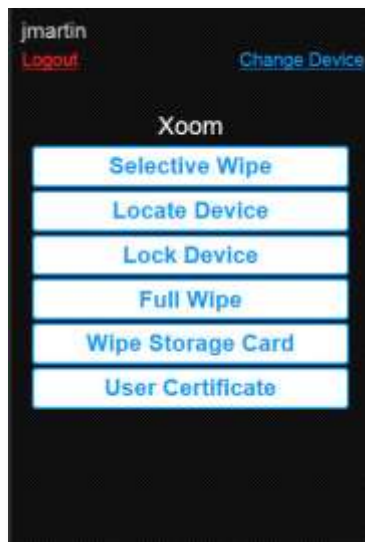 jmartin
Logout Change Device
Xoom
Selective Wipe
Locate Device
Lock Device
Full Wipe
Wipe Storage Card
User Certificate